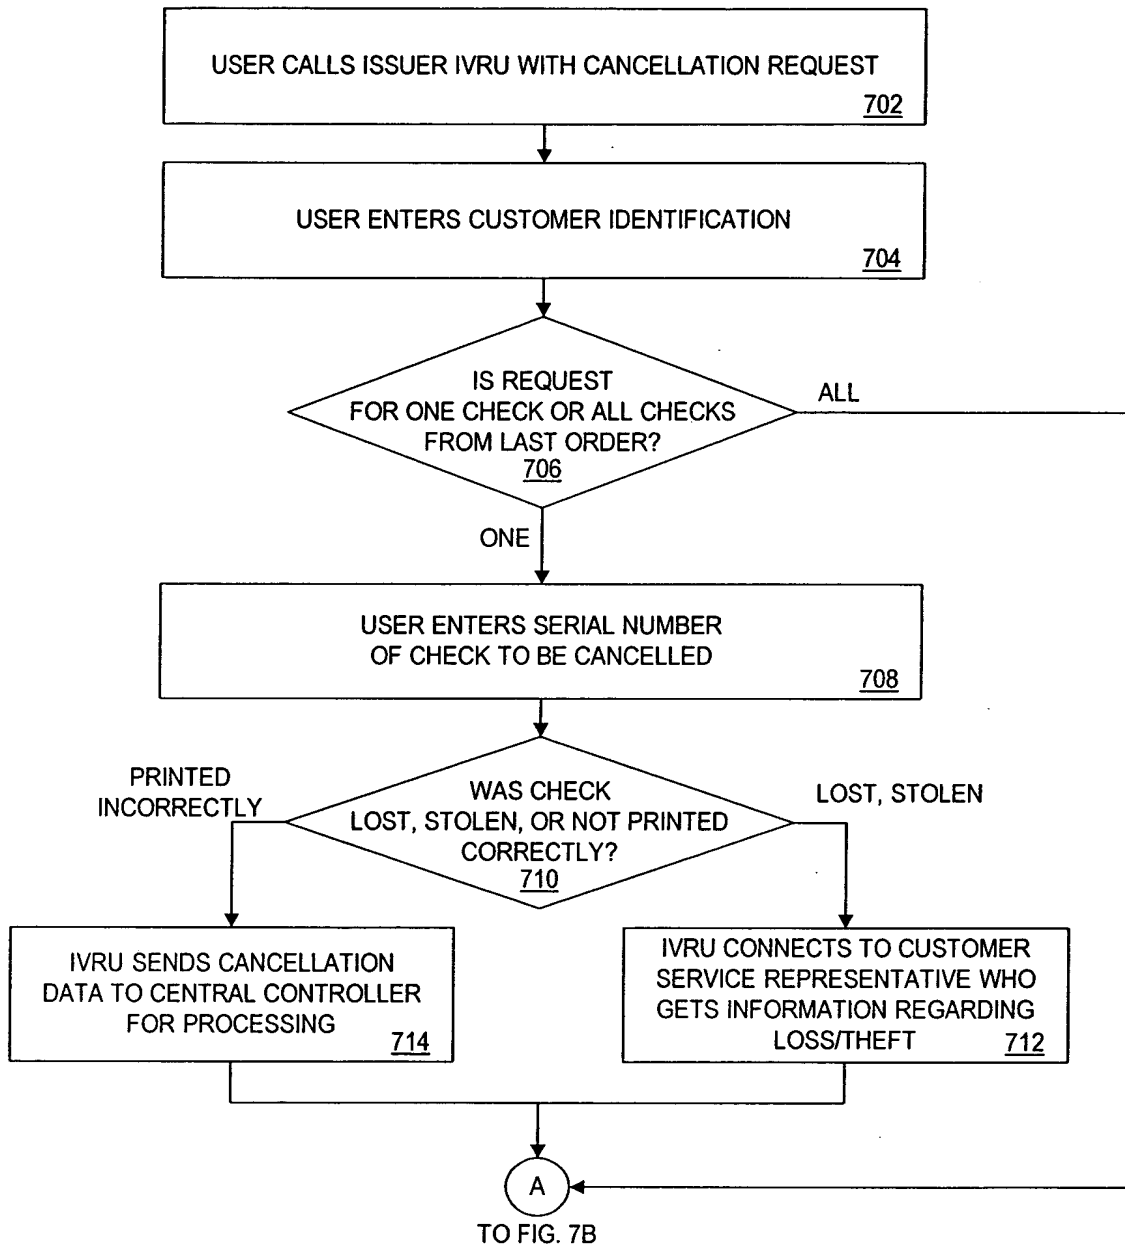 USER CALLS ISSUER IVRU WITH CANCELLATION REQUEST
702
USER ENTERS CUSTOMER IDENTIFICATION
704
IS REQUEST
FOR ONE CHECK OR ALL CHECKS
FROM LAST ORDER?
706
ALL
ONE
USER ENTERS SERIAL NUMBER
OF CHECK TO BE CANCELLED
708
PRINTED
INCORRECTLY
WAS CHECK
LOST, STOLEN, OR NOT PRINTED
CORRECTLY?
710
LOST, STOLEN
IVRU SENDS CANCELLATION
DATA TO CENTRAL CONTROLLER
FOR PROCESSING
714
IVRU CONNECTS TO CUSTOMER
SERVICE REPRESENTATIVE WHO
GETS INFORMATION REGARDING
LOSS/THEFT
712
A
TO FIG. 7B